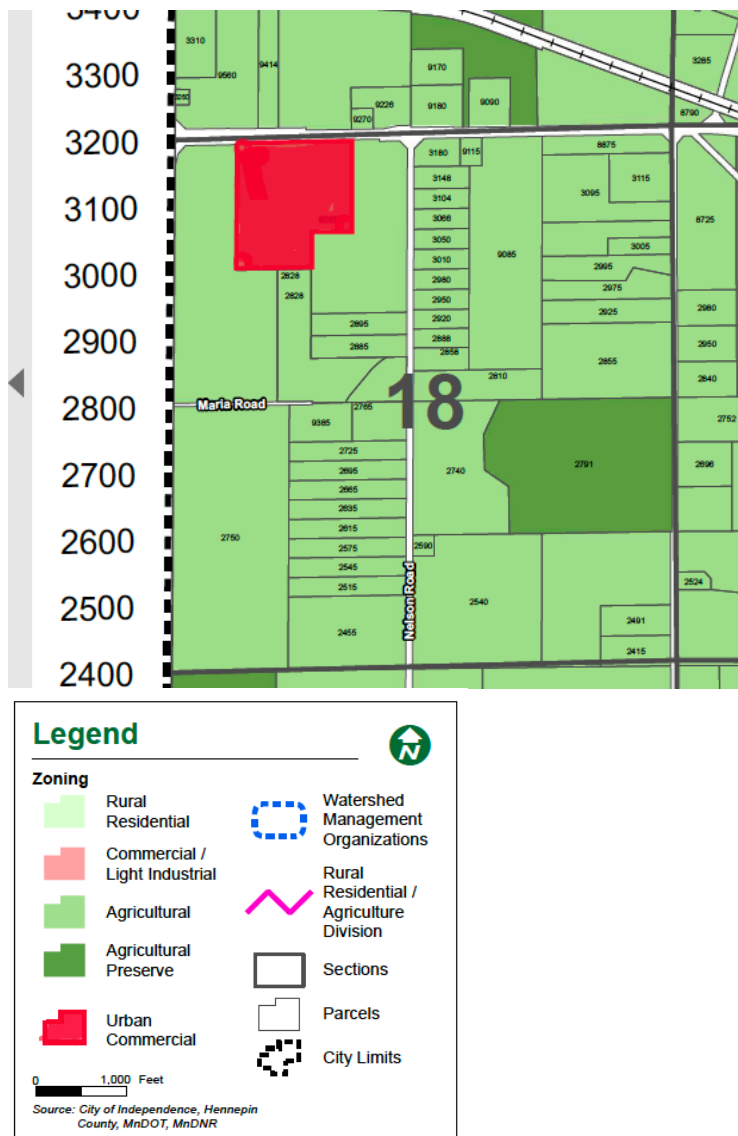 3400
3310
9560
9414
9170
3285
3300
9226
9180
9090
9270
8790
3200
3180
9115
8875
3148
3115
3104
3095
3100
3066
8725
3050
3005
3010
9085
2995
3000
2828
2980
2975
2828
2950
2980
2920
2925
2895
2900
2888
2950
2885
2858
2855
2810
2840
18
Marla Road
2765
2800
2752
9385
2725
2695
2740
2791
2696
2700
2665
2635
2615
2750
2600
2575
2590
2545
2524
2515
Nelson Road
2540
2500
2491
2455
2415
2400
Legend
N
Zoning
Rural
Residential
Commercial /
Light Industrial
Agricultural
Agricultural
Preserve
Urban
Commercial
Watershed
Management
Organizations
Rural
Residential /
Agriculture
Division
Sections
Parcels
City Limits
0 1,000 Feet
Source: City of Independence, Hennepin
County, MnDOT, MnDNR